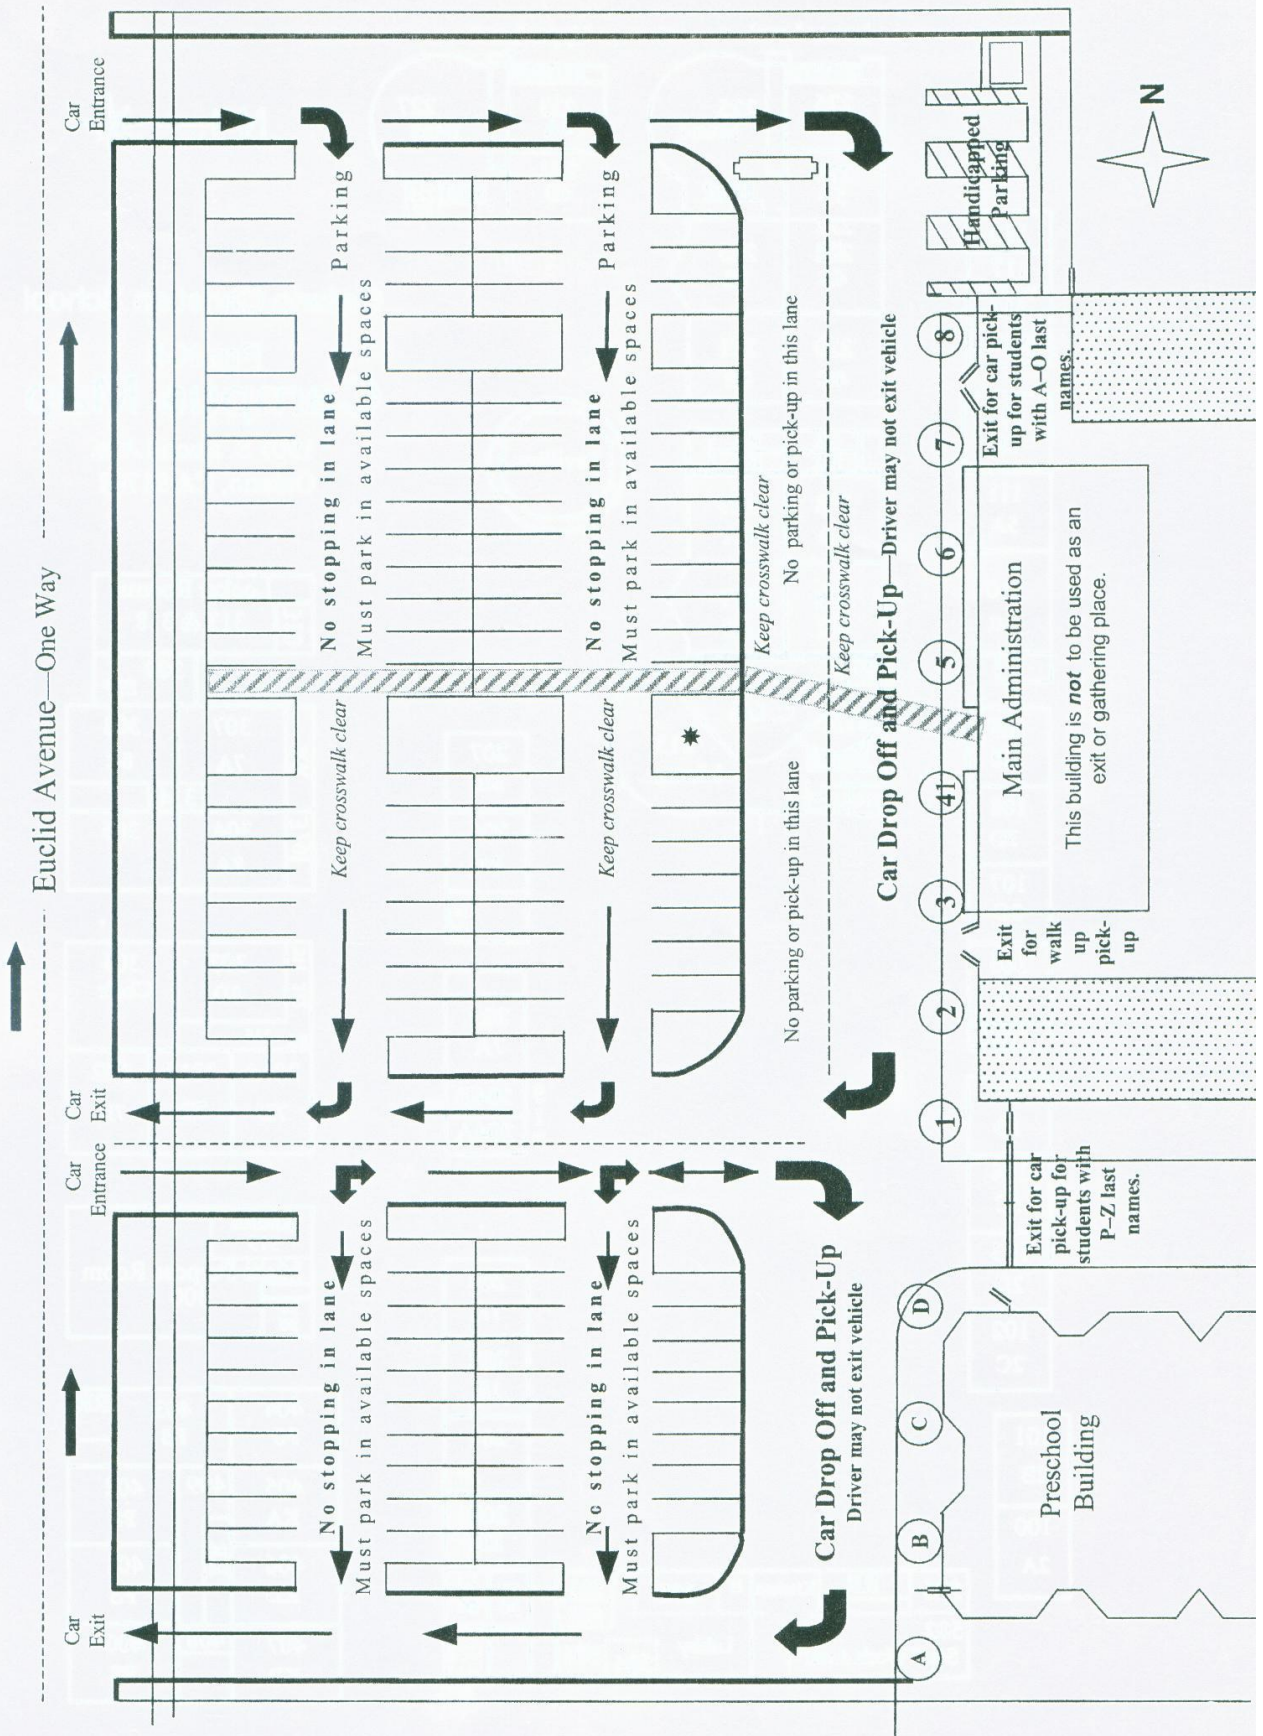 Euclid Avenue—One Way
Car
Exit
Car
Entrance
Car
Exit
Car
Entrance
No stopping in lane
Must park in available spaces
Keep crosswalk clear
No stopping in lane
Must park in available spaces
Parking
No stopping in lane
Must park in available spaces
Keep crosswalk clear
No stopping in lane
Must park in available spaces
Parking
Keep crosswalk clear
No parking or pick-up in this lane
No parking or pick-up in this lane
Keep crosswalk clear
Car Drop Off and Pick-Up
Driver may not exit vehicle
Car Drop Off and Pick-Up—Driver may not exit vehicle
A
B
C
D
1
2
3
41
5
6
7
8
Handicapped
Parking
Exit for car pick-
up for students
with A–O last
names.
Exit
for
walk
up
pick-
up
Main Administration
This building is not to be used as an
exit or gathering place.
Exit for car
pick-up for
students with
P–Z last
names.
Preschool
Building
N